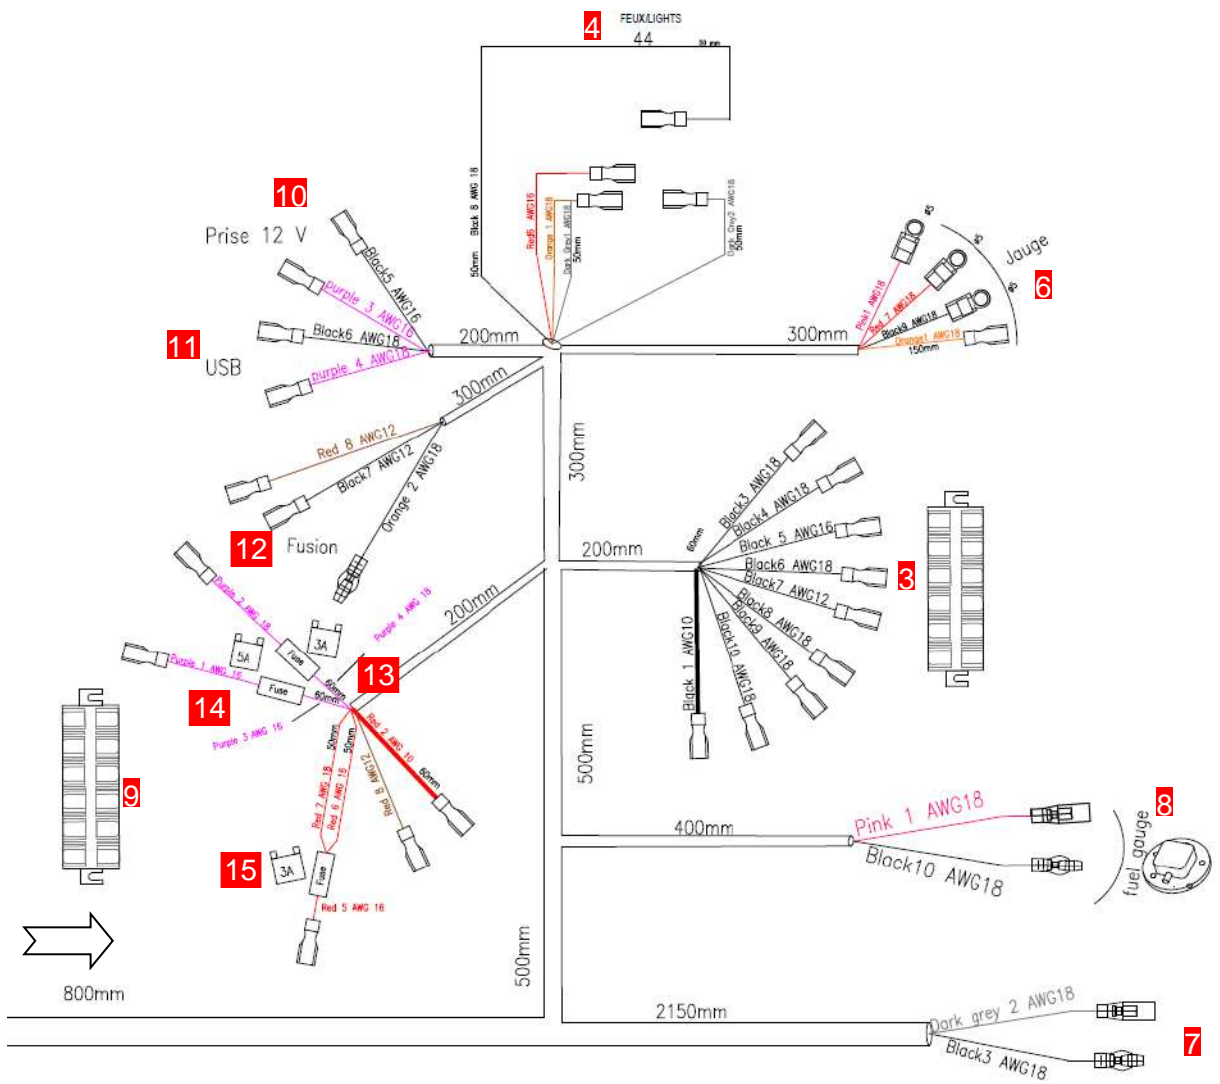 4
FEUX/LIGHTS
44
50mm Black 8 AWG 18
Red6 AWG16
Orange 1 AWG18
Dark Grey1 AWG18
50mm
Dark Grey2 AWG18
50mm
10
Prise 12 V
Black5 AWG16
purple 3 AWG16
11
USB
Black6 AWG18
purple 4 AWG18
200mm
300mm
Pink1 AWG18
Red 7 AWG18
Black9 AWG18
Orange1 AWG18
150mm
ø5
ø5
ø5
Jauge
6
300mm
Red 8 AWG12
Black7 AWG12
Orange 2 AWG18
12
Fusion
300mm
200mm
60mm
Black3 AWG18
Black4 AWG18
Black 5 AWG16
Black6 AWG18
Black7 AWG12
Black8 AWG18
Black9 AWG18
Black10 AWG18
Black 1 AWG10
3
200mm
Purple 2 AWG 18
Purple 4 AWG 18
5A
3A
Fuse
60mm
13
Purple 1 AWG 16
Fuse
60mm
14
Purple 3 AWG 16
Red 2 AWG 10
60mm
50mm
50mm
Red 7 AWG 18
Red 6 AWG 16
Red 8 AWG12
9
15
3A
Fuse
Red 5 AWG 16
500mm
400mm
Pink 1 AWG18
Black10 AWG18
fuel gauge
8
800mm
500mm
2150mm
Dark grey 2 AWG18
Black3 AWG18
7